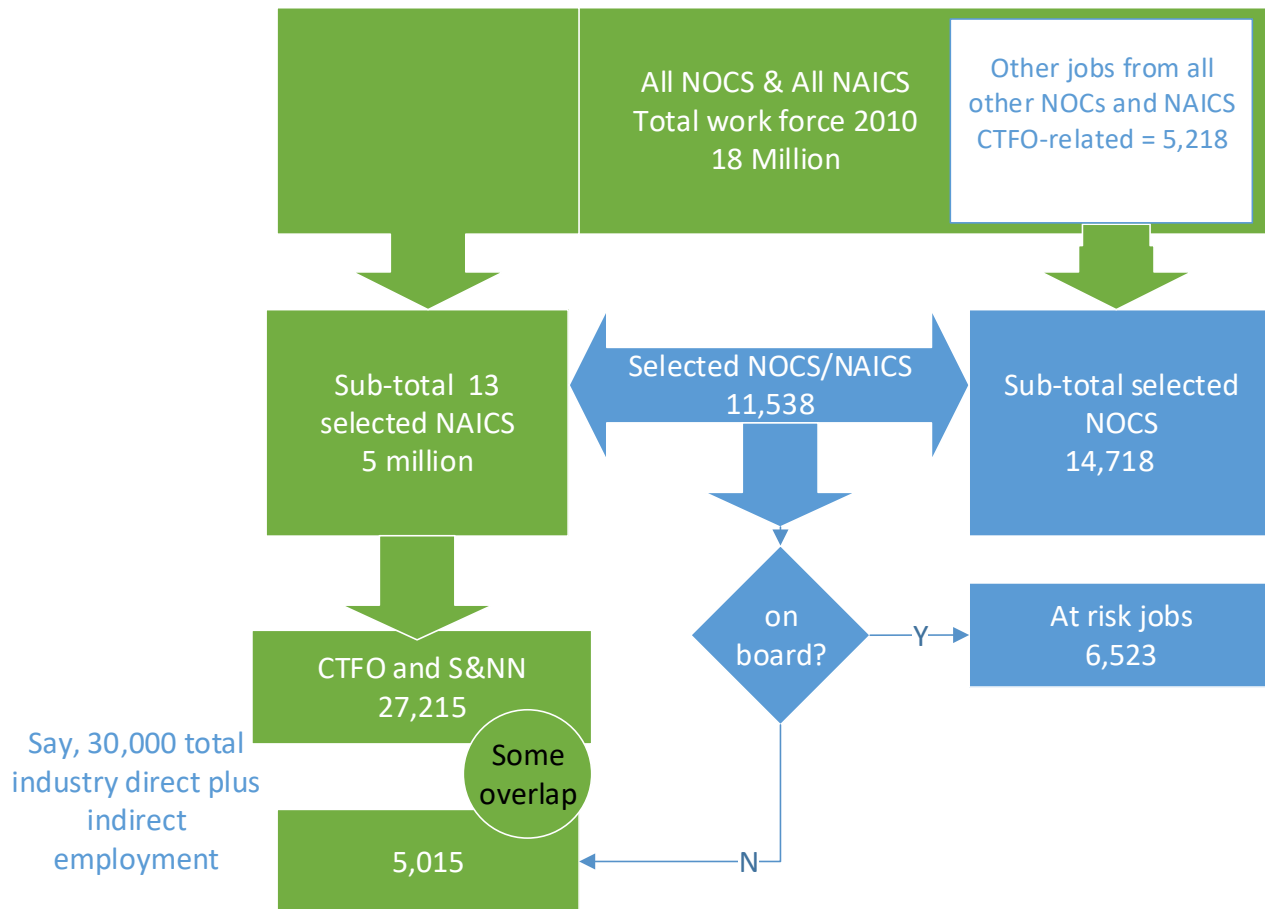 All NOCS & All NAICS
Total work force 2010
18 Million
Other jobs from all
other NOCs and NAICS
CTFO-related = 5,218
Sub-total 13
selected NAICS
5 million
Selected NOCS/NAICS
11,538
Sub-total selected
NOCS
14,718
on
board?
Y
At risk jobs
6,523
CTFO and S&NN
27,215
Say, 30,000 total
industry direct plus
indirect
employment
Some
overlap
5,015
N